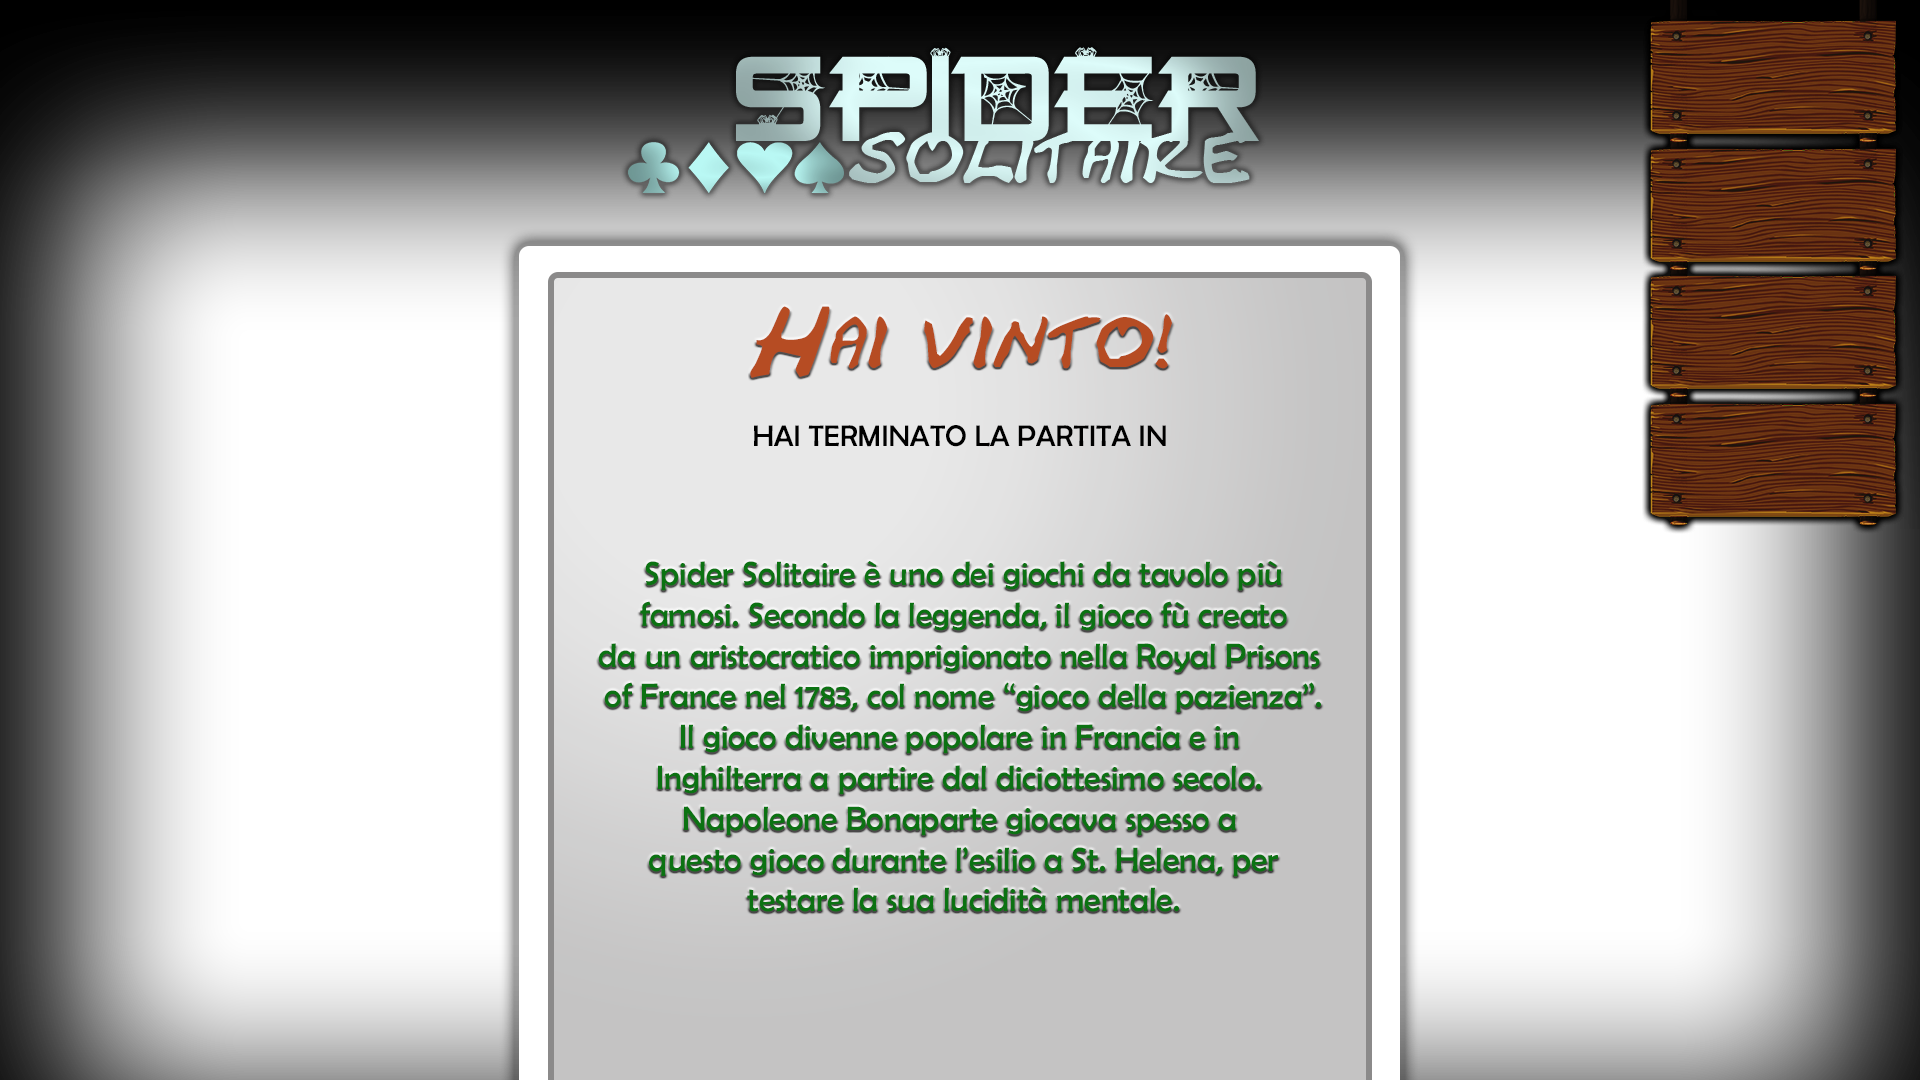 SPIDER
SOLITAIRE
HAI VINTO!
HAI TERMINATO LA PARTITA IN
Spider Solitaire è uno dei giochi da tavolo più
famosi. Secondo la leggenda, il gioco fù creato
da un aristocratico imprigionato nella Royal Prisons
of France nel 1783, col nome “gioco della pazienza”.
Il gioco divenne popolare in Francia e in
Inghilterra a partire dal diciottesimo secolo.
Napoleone Bonaparte giocava spesso a
questo gioco durante l’esilio a St. Helena, per
testare la sua lucidità mentale.